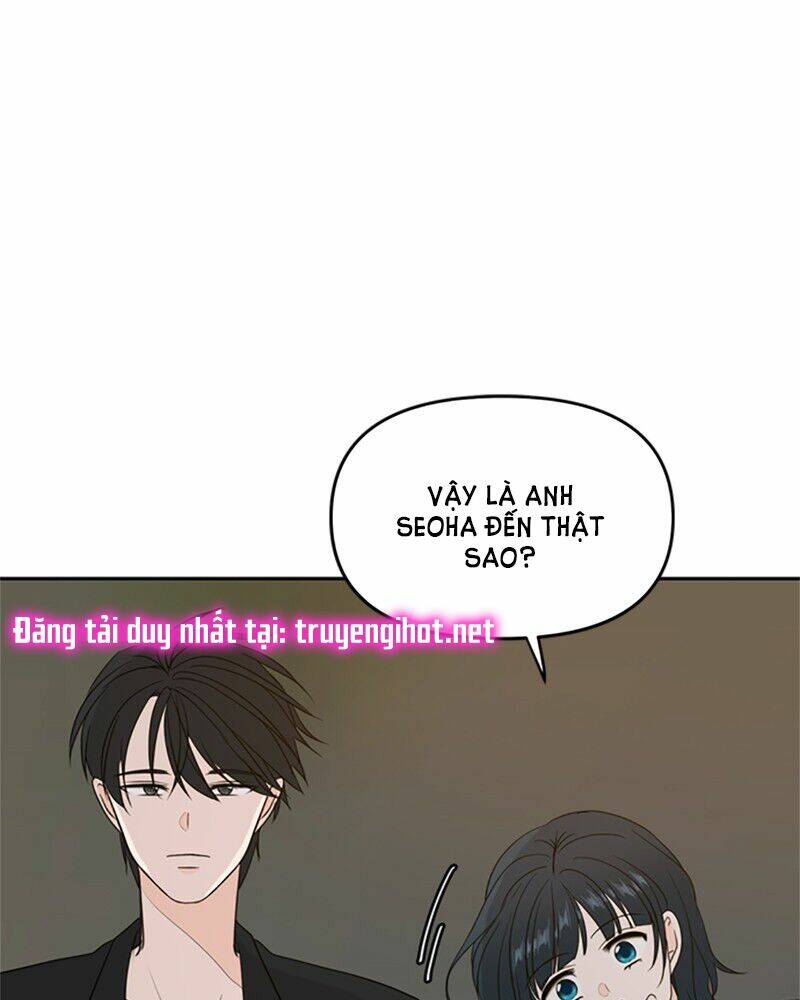 VẬY LÀ ANH
SEOHA ĐẾN THẬT
SAO?
Đăng tải duy nhất tại: truyengihot.net